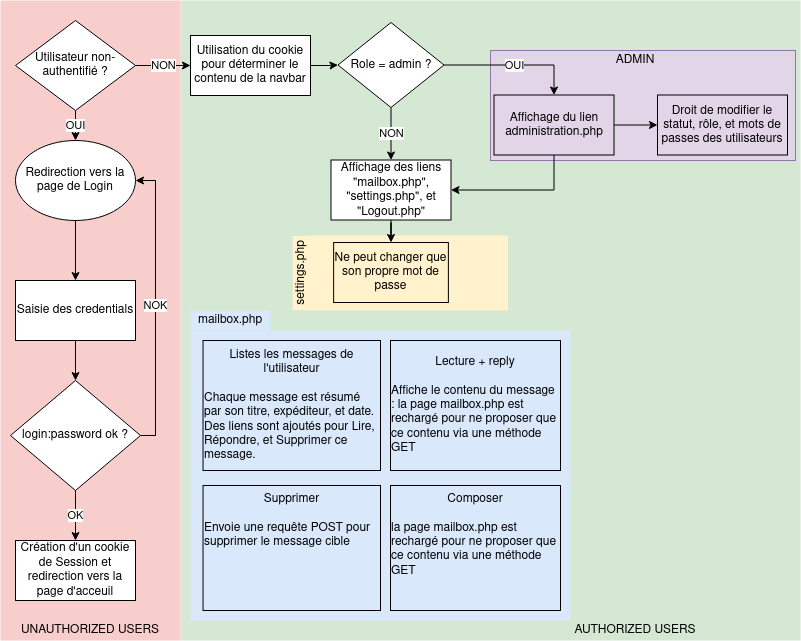 Utilisateur non-
authentifié ?
NON
OUI
Redirection vers la
page de Login
Saisie des credentials
NOK
login:password ok ?
OK
Création d'un cookie
de Session et
redirection vers la
page d'acceuil
UNAUTHORIZED USERS
Utilisation du cookie
pour déterminer le
contenu de la navbar
Role = admin ?
OUI
NON
ADMIN
Affichage du lien
administration.php
Droit de modifier le
statut, rôle, et mots de
passes des utilisateurs
Affichage des liens
"mailbox.php",
"settings.php", et
"Logout.php"
settings.php
Ne peut changer que
son propre mot de
passe
mailbox.php
Listes les messages de
l'utilisateur
Chaque message est résumé
par son titre, expéditeur, et date.
Des liens sont ajoutés pour Lire,
Répondre, et Supprimer ce
message.
Lecture + reply
Affiche le contenu du message
: la page mailbox.php est
rechargé pour ne proposer que
ce contenu via une méthode
GET
Supprimer
Envoie une requête POST pour
supprimer le message cible
Composer
la page mailbox.php est
rechargé pour ne proposer que
ce contenu via une méthode
GET
AUTHORIZED USERS